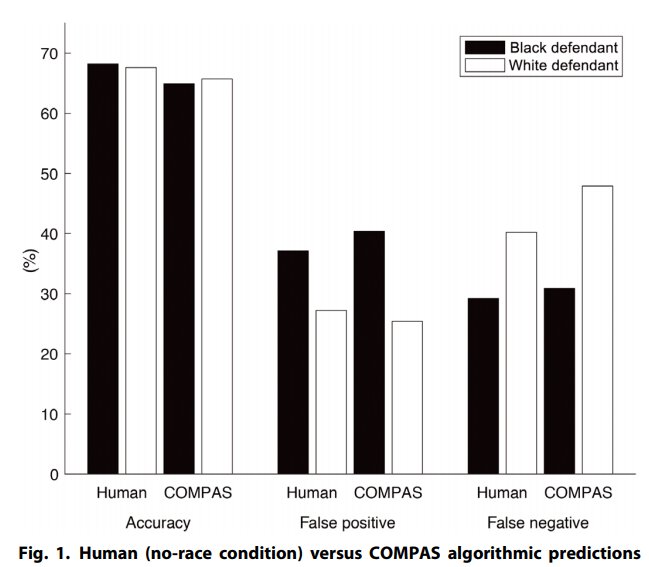 70
60
50
40
30
20
10
0
(%)
Black defendant
White defendant
Human COMPAS Human COMPAS Human COMPAS
Accuracy False positive False negative
Fig. 1. Human (no-race condition) versus COMPAS algorithmic predictions